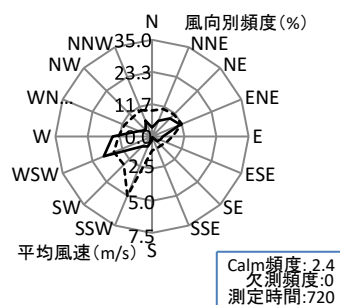 N
風向別頻度(%)
35.0
NNW
NNE
NW
NE
23.3
WN...
ENE
11.7
W
0.0
E
WSW
2.5
ESE
SW
5.0
SE
SSW
SSE
平均風速(m/s)
7.5
S
Calm頻度: 2.4
欠測頻度:0
測定時間:720